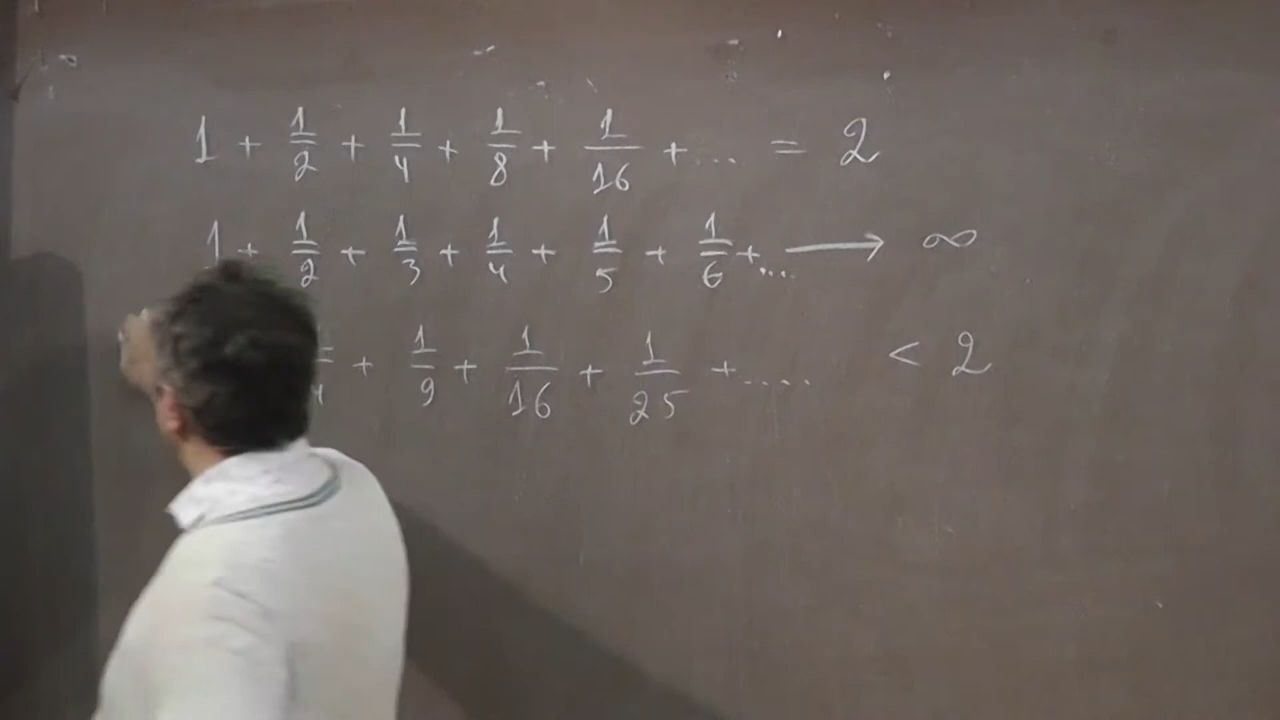 1 + 1/2 + 1/4 + 1/8 + 1/16 + ... = 2
1 + 1/2 + 1/3 + 1/4 + 1/5 + 1/6 + ... ⟶ ∞
+ 1/9 + 1/16 + 1/25 + ..... < 2